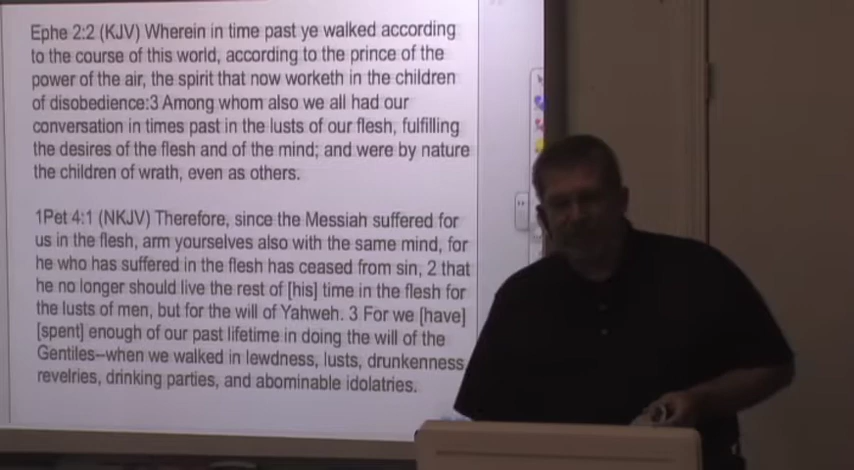 Ephe 2:2 (KJV) Wherein in time past ye walked according
to the course of this world, according to the prince of the
power of the air, the spirit that now worketh in the children
of disobedience:3 Among whom also we all had our
conversation in times past in the lusts of our flesh, fulfilling
the desires of the flesh and of the mind; and were by nature
the children of wrath, even as others.
1Pet 4:1 (NKJV) Therefore, since the Messiah suffered for
us in the flesh, arm yourselves also with the same mind, for
he who has suffered in the flesh has ceased from sin, 2 that
he no longer should live the rest of [his] time in the flesh for
the lusts of men, but for the will of Yahweh. 3 For we [have]
[spent] enough of our past lifetime in doing the will of the
Gentiles–when we walked in lewdness, lusts, drunkenness
revelries, drinking parties, and abominable idolatries.